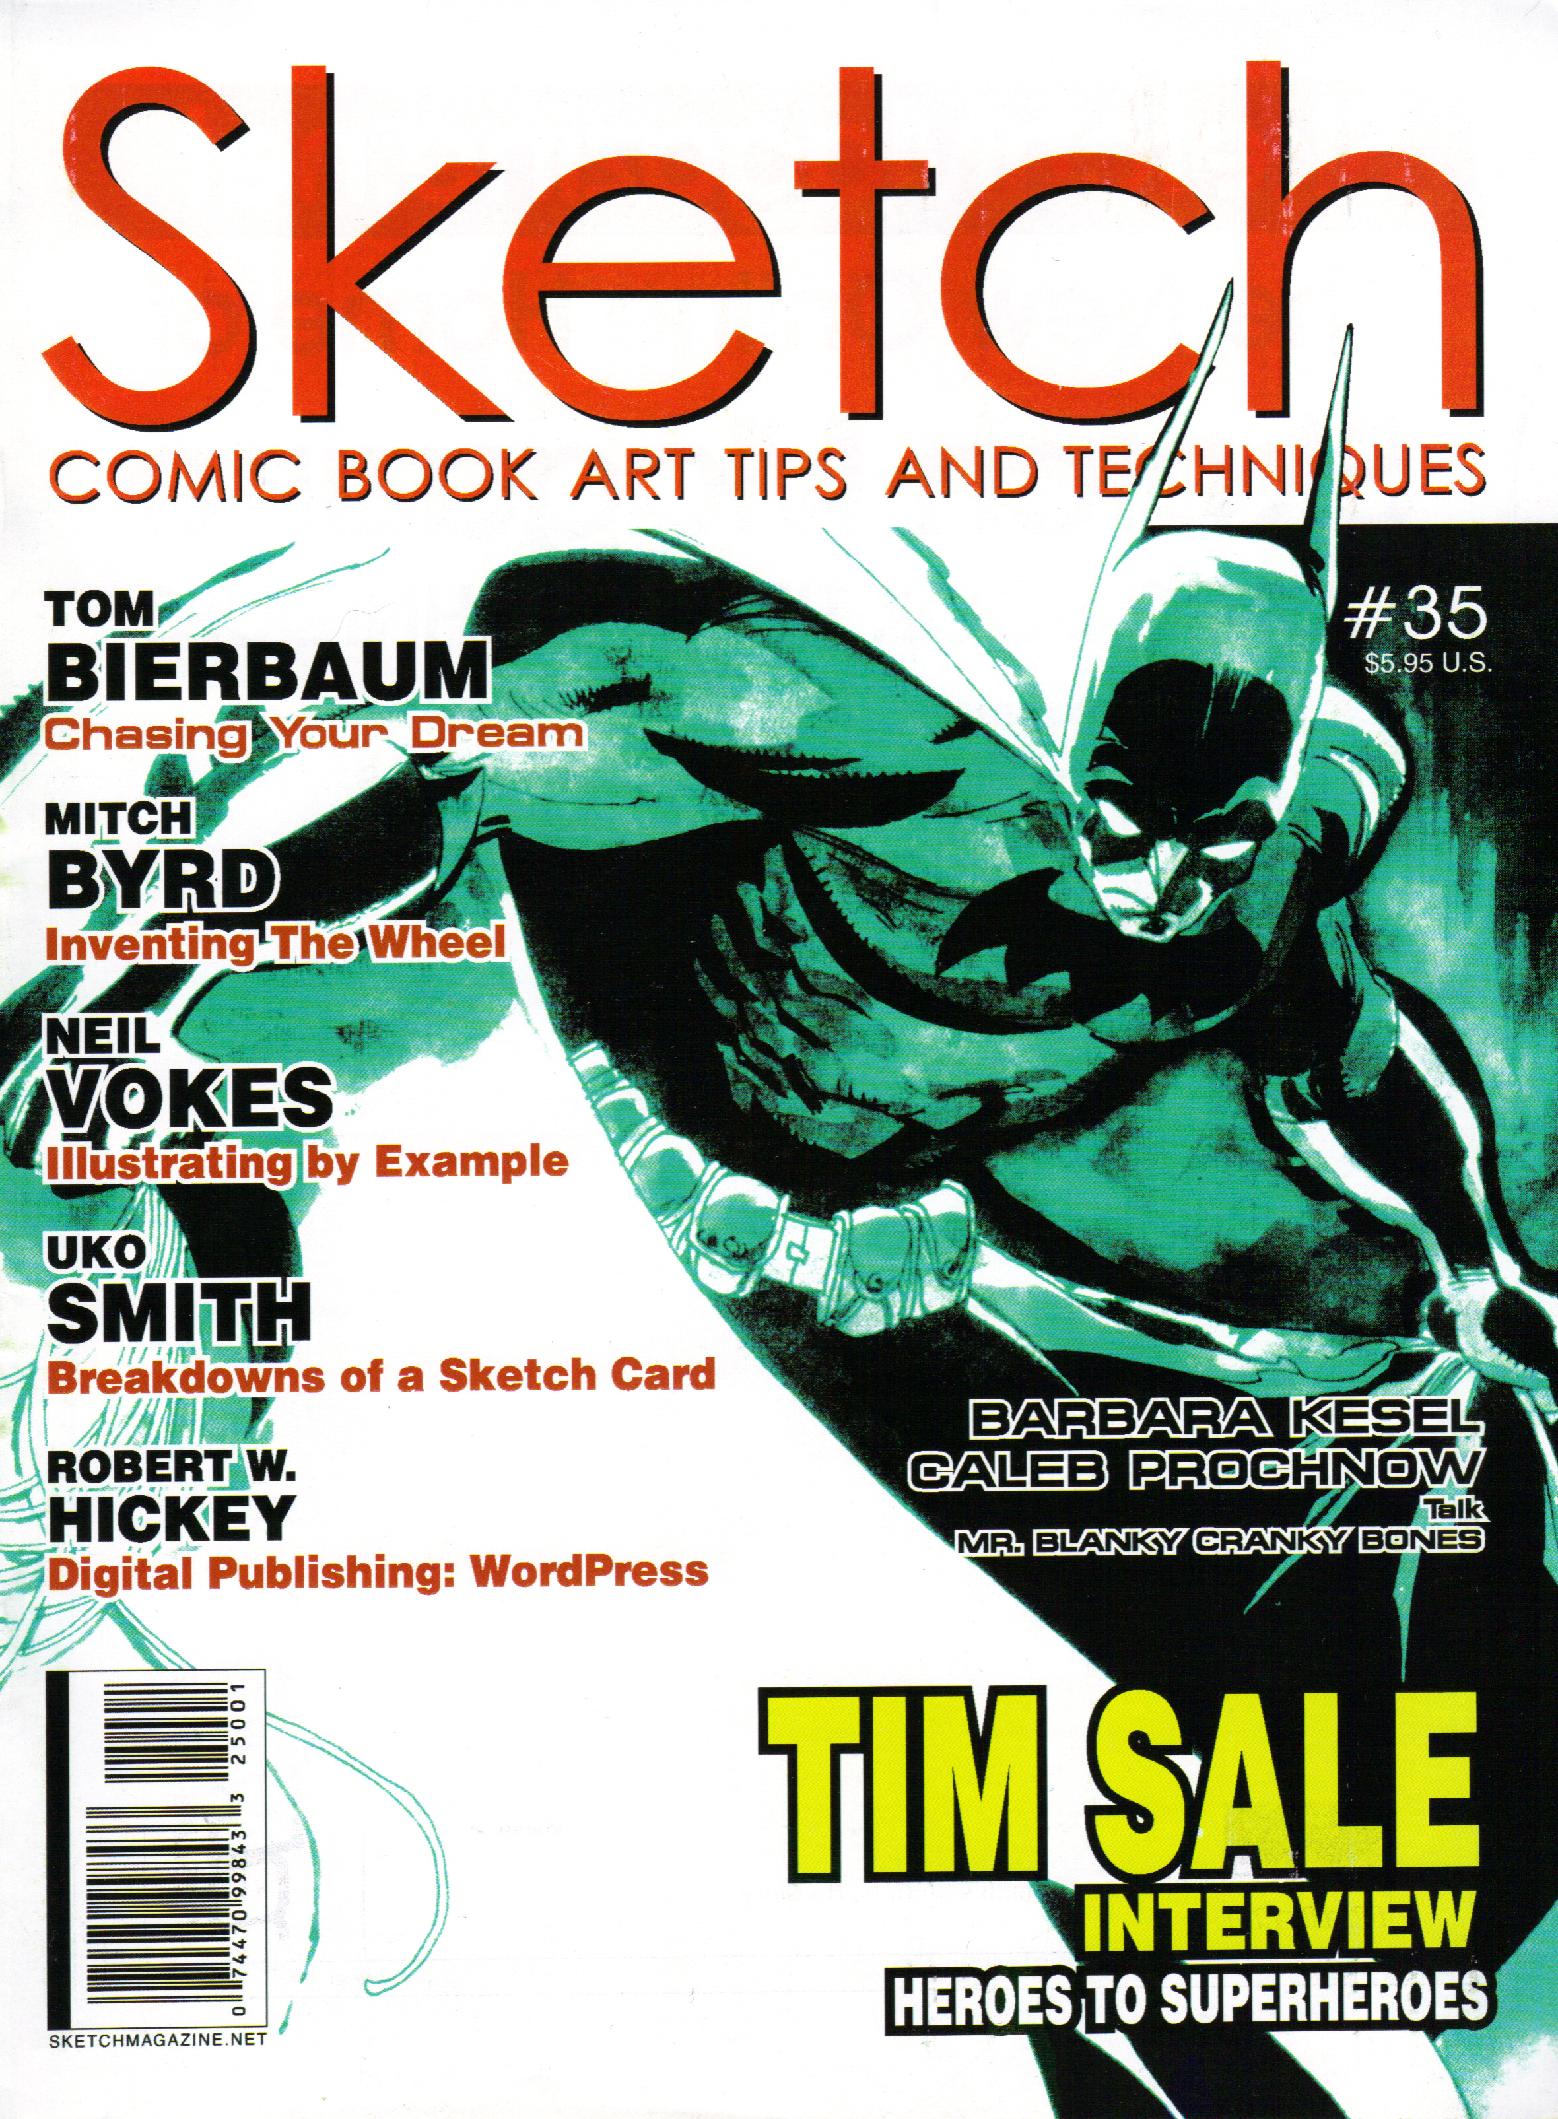 Sketch
COMIC BOOK ART TIPS AND TECHNIQUES
#35
$5.95 U.S.
TOM
BIERBAUM
Chasing Your Dream
MITCH
BYRD
Inventing The Wheel
NEIL
VOKES
Illustrating by Example
UKO
SMITH
Breakdowns of a Sketch Card
ROBERT W.
HICKEY
Digital Publishing: WordPress
BARBARA KESEL
CALEB PROCHNOW
Talk
MR. BLANKY CRANKY BONES
TIM SALE
INTERVIEW
HEROES TO SUPERHEROES
0 74470 99843 3 25001
SKETCHMAGAZINE.NET